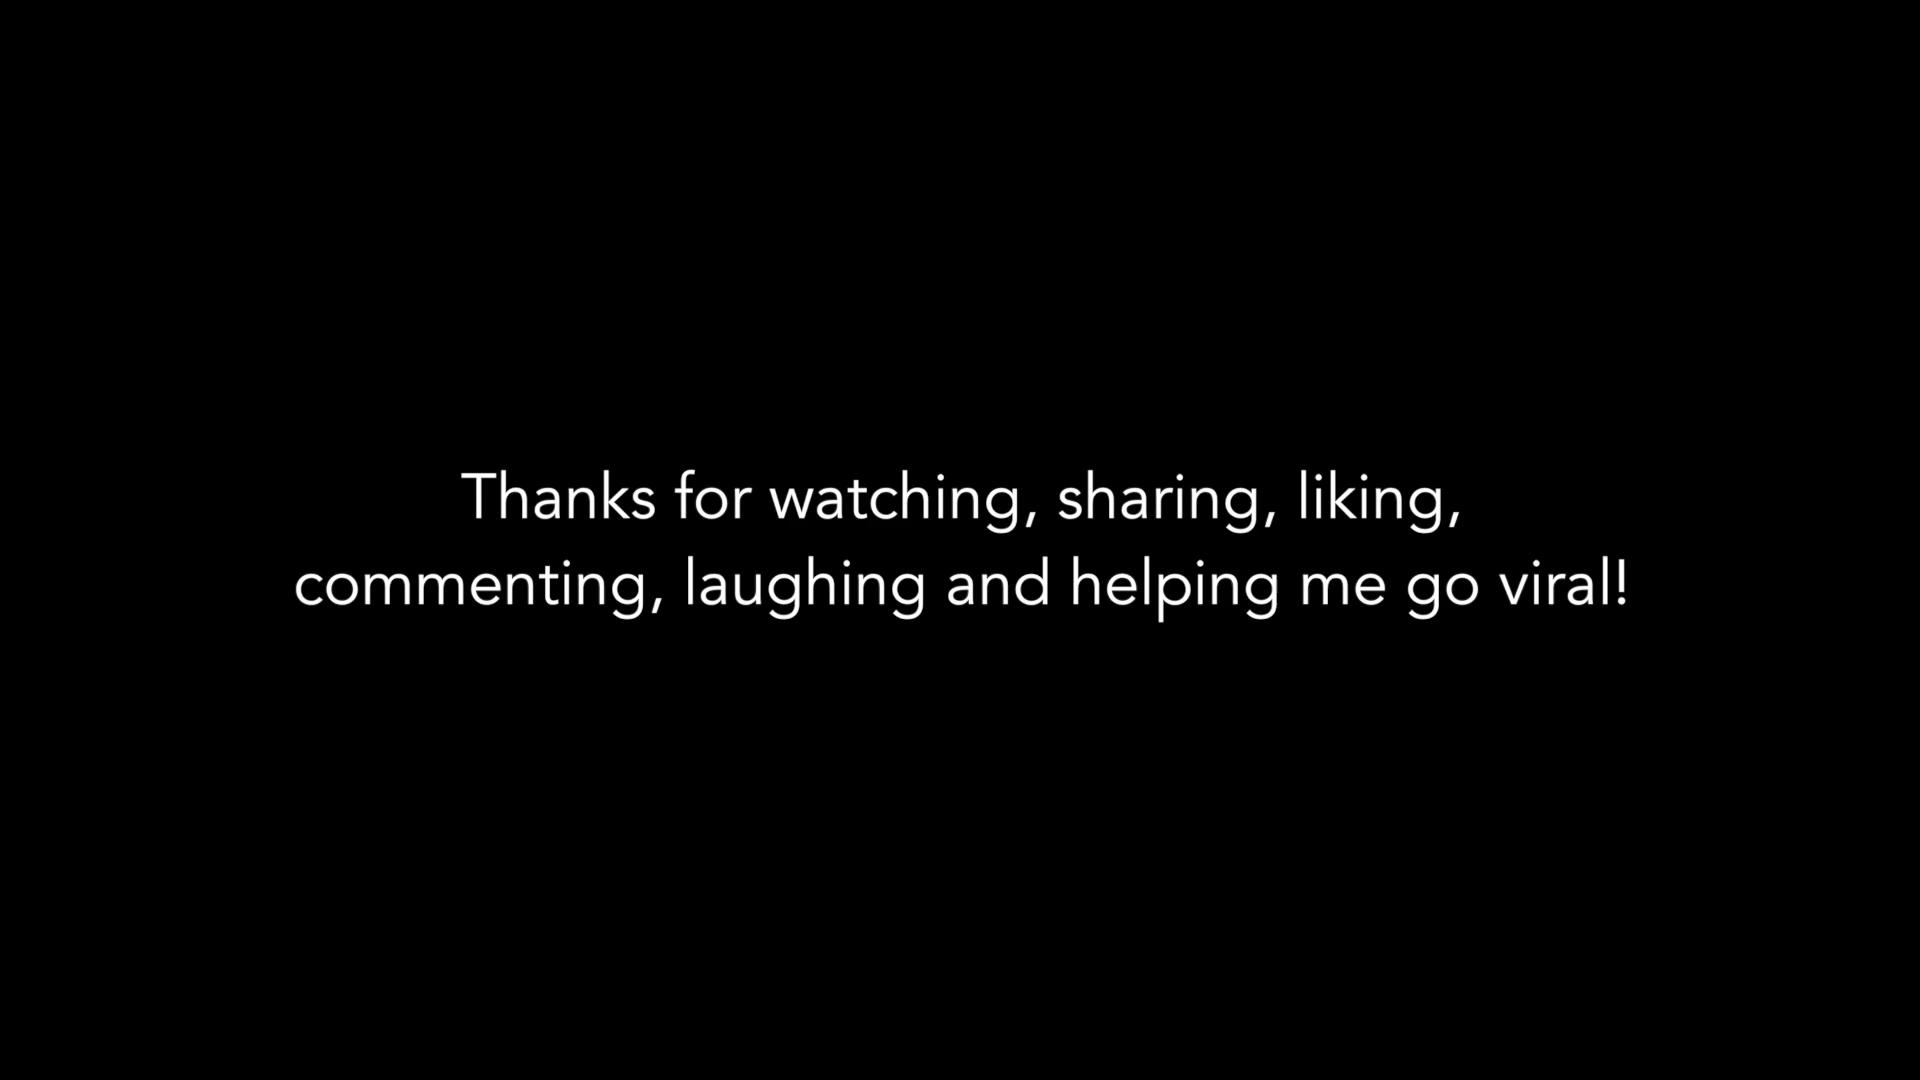 Thanks for watching, sharing, liking,
commenting, laughing and helping me go viral!